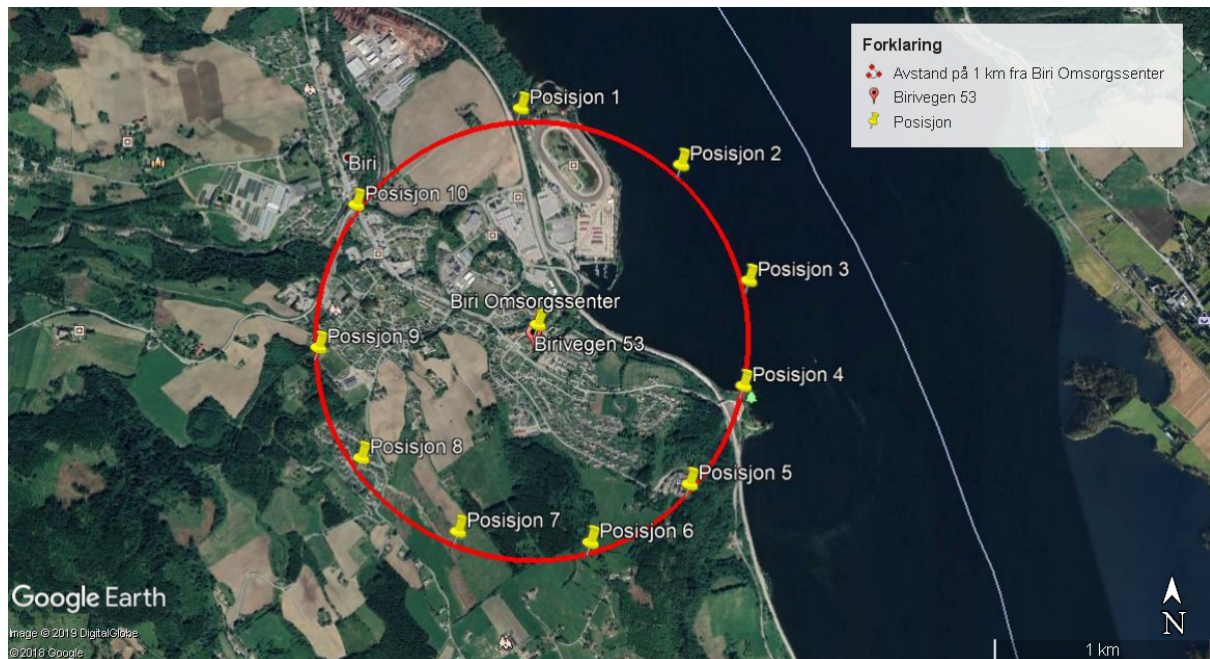 Forklaring
Avstand på 1 km fra Biri Omsorgssenter
Birivegen 53
Posisjon
Posisjon 1
Posisjon 2
Biri
Posisjon 10
Posisjon 3
Biri Omsorgssenter
Birivegen 53
Posisjon 9
Posisjon 4
Posisjon 8
Posisjon 5
Posisjon 7
Posisjon 6
Google Earth
Image © 2019 DigitalGlobe
© 2018 Google
N
1 km